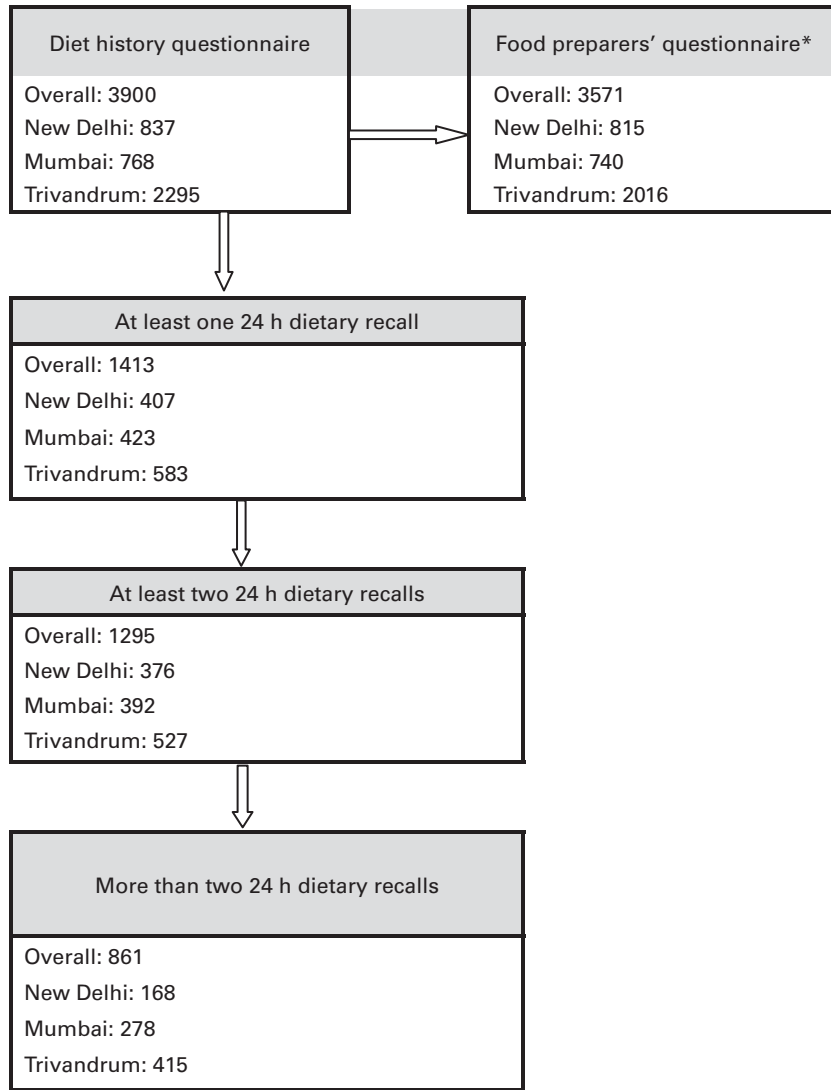 Diet history questionnaire
Overall: 3900
New Delhi: 837
Mumbai: 768
Trivandrum: 2295
Food preparers’ questionnaire*
Overall: 3571
New Delhi: 815
Mumbai: 740
Trivandrum: 2016
At least one 24 h dietary recall
Overall: 1413
New Delhi: 407
Mumbai: 423
Trivandrum: 583
At least two 24 h dietary recalls
Overall: 1295
New Delhi: 376
Mumbai: 392
Trivandrum: 527
More than two 24 h dietary recalls
Overall: 861
New Delhi: 168
Mumbai: 278
Trivandrum: 415